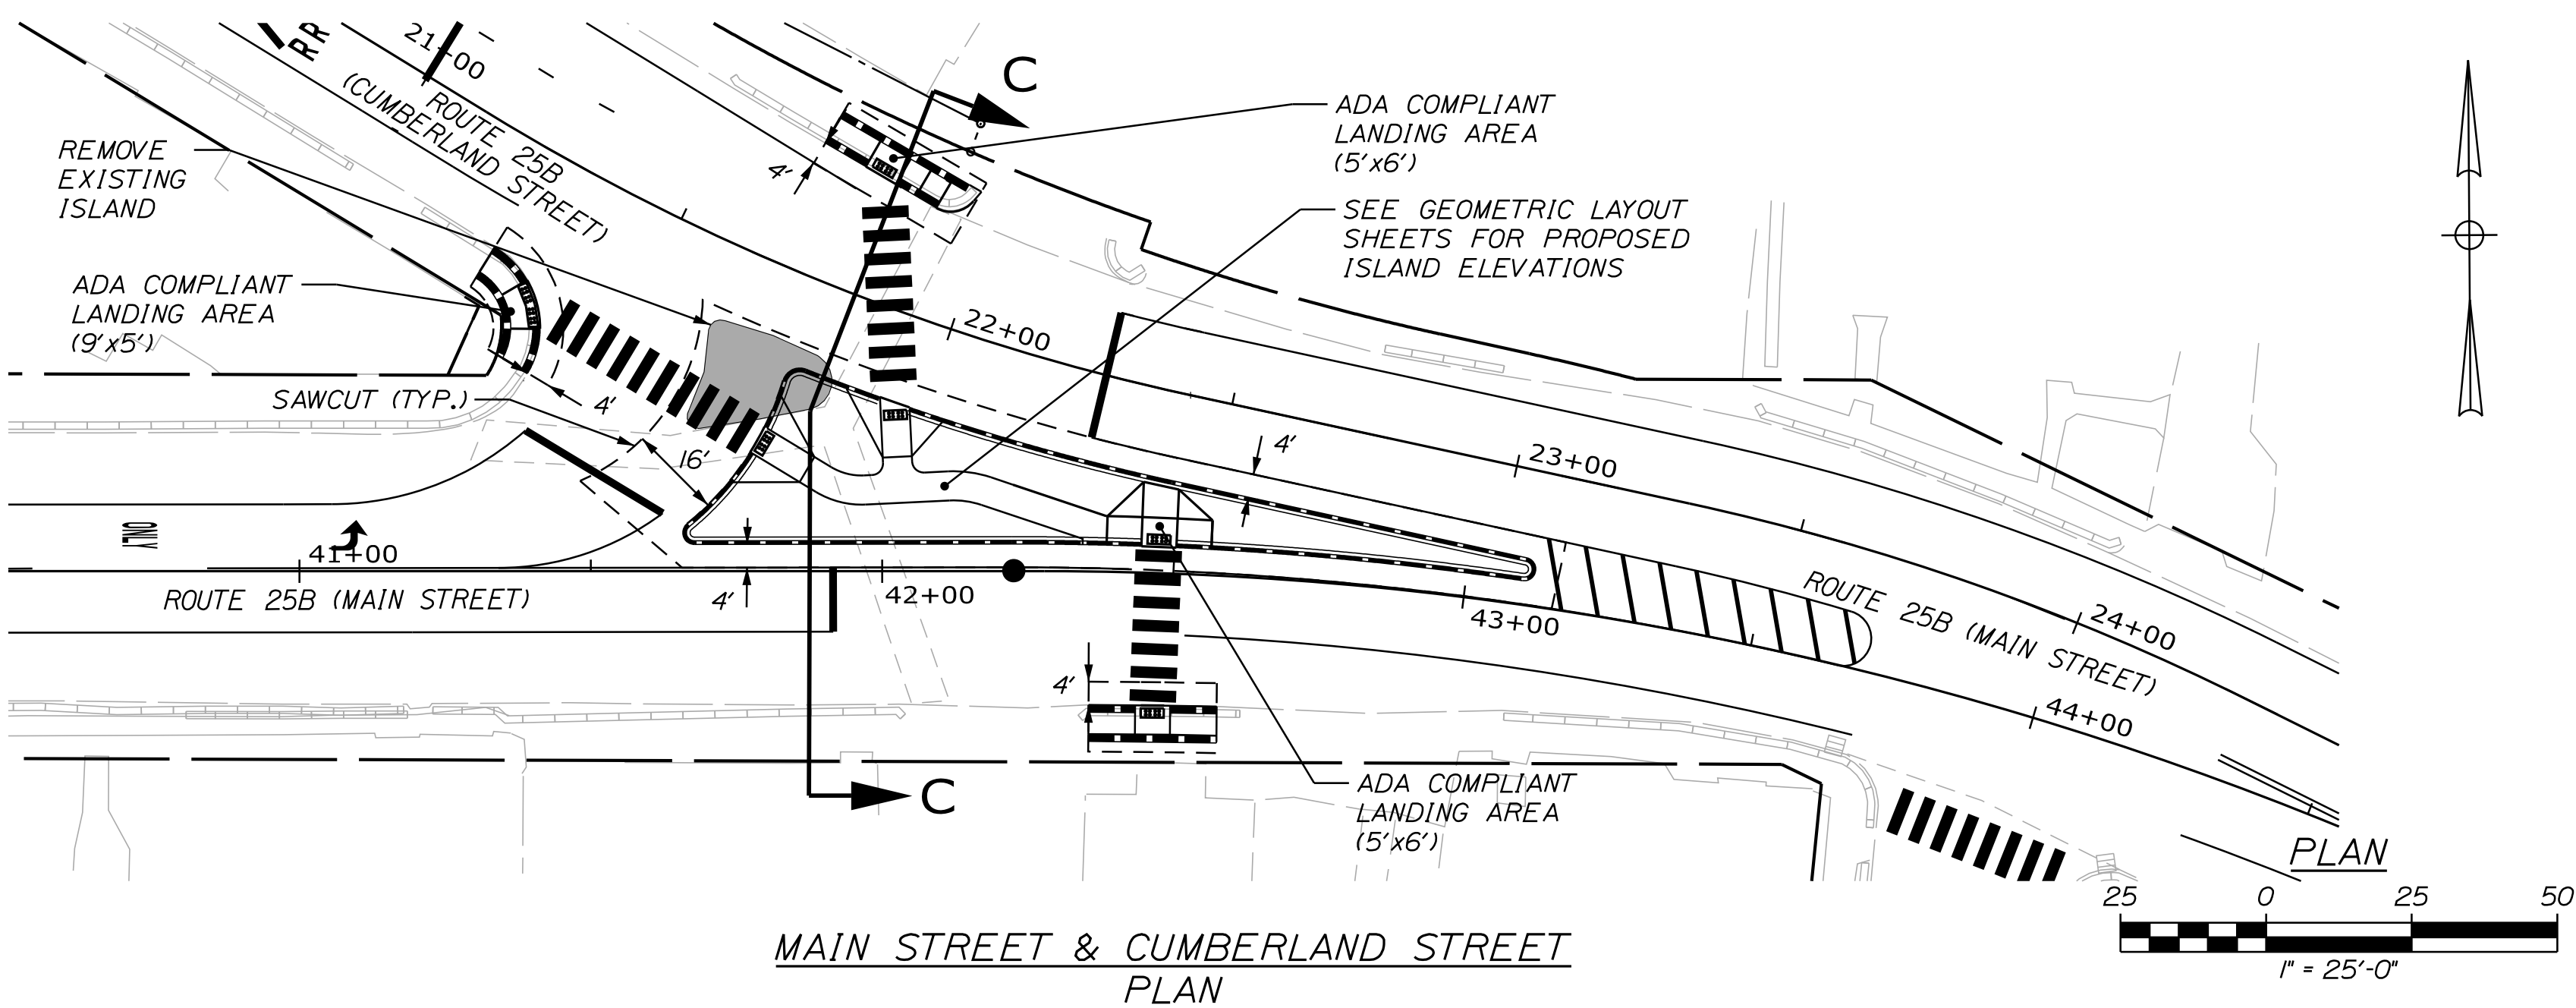 RR
21+00
ROUTE 25B
(CUMBERLAND STREET)
C
ADA COMPLIANT
LANDING AREA
(5'x6')
4'
REMOVE
EXISTING
ISLAND
SEE GEOMETRIC LAYOUT
SHEETS FOR PROPOSED
ISLAND ELEVATIONS
ADA COMPLIANT
LANDING AREA
(9'x5')
22+00
SAWCUT (TYP.)
4'
16'
4'
23+00
ONLY
41+00
ROUTE 25B (MAIN STREET)
4'
42+00
43+00
ROUTE 25B (MAIN STREET)
24+00
44+00
4'
C
ADA COMPLIANT
LANDING AREA
(5'x6')
PLAN
25 0 25 50
1" = 25'-0"
MAIN STREET & CUMBERLAND STREET
PLAN